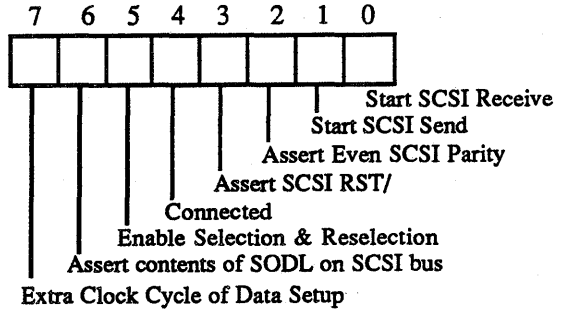 7 6 5 4 3 2 1 0
Start SCSI Receive
Start SCSI Send
Assert Even SCSI Parity
Assert SCSI RST/
Connected
Enable Selection & Reselection
Assert contents of SODL on SCSI bus
Extra Clock Cycle of Data Setup